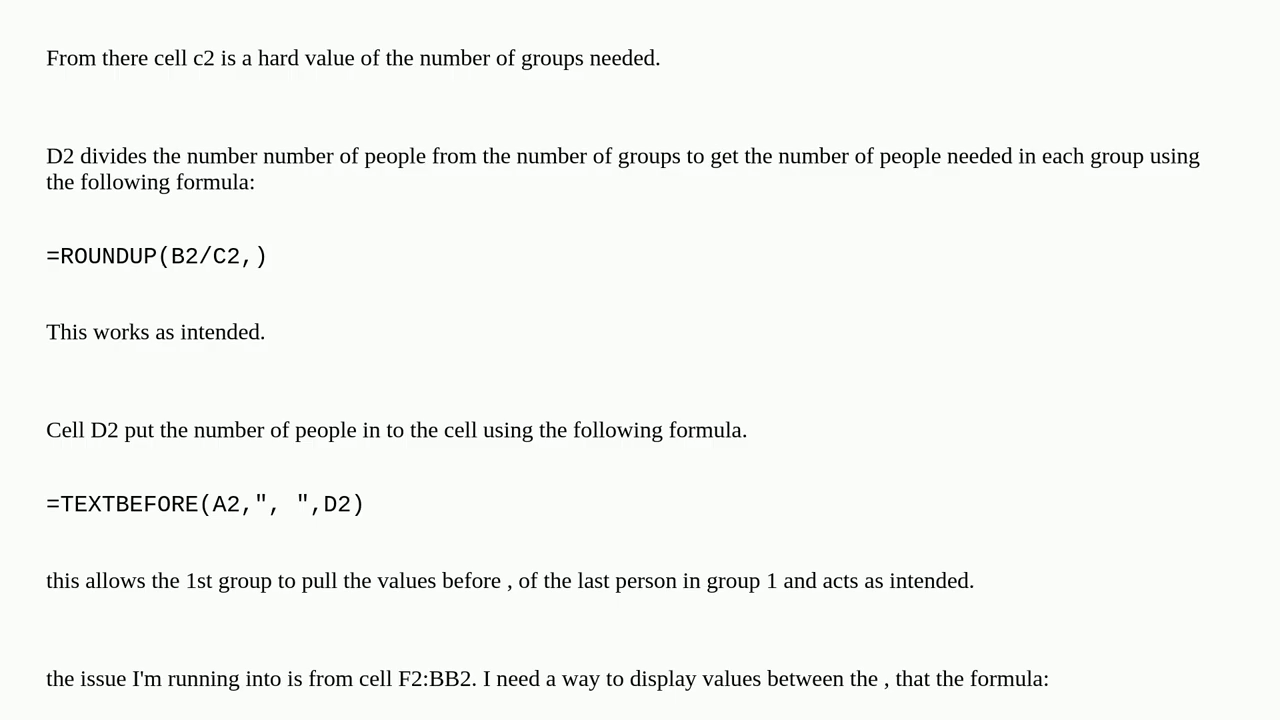 From there cell c2 is a hard value of the number of groups needed.
D2 divides the number number of people from the number of groups to get the number of people needed in each group using
the following formula:
=ROUNDUP(B2/C2,)
This works as intended.
Cell D2 put the number of people in to the cell using the following formula.
=TEXTBEFORE(A2,", ",D2)
this allows the 1st group to pull the values before , of the last person in group 1 and acts as intended.
the issue I'm running into is from cell F2:BB2. I need a way to display values between the , that the formula: